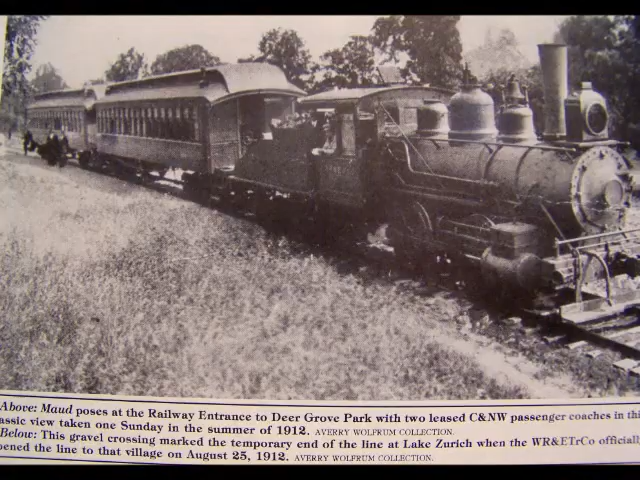 Above: Maud poses at the Railway Entrance to Deer Grove Park with two leased C&NW passenger coaches in thi
assic view taken one Sunday in the summer of 1912. AVERRY WOLFRUM COLLECTION.
Below: This gravel crossing marked the temporary end of the line at Lake Zurich when the WR&ETrCo officiall
pened the line to that village on August 25, 1912. AVERRY WOLFRUM COLLECTION.